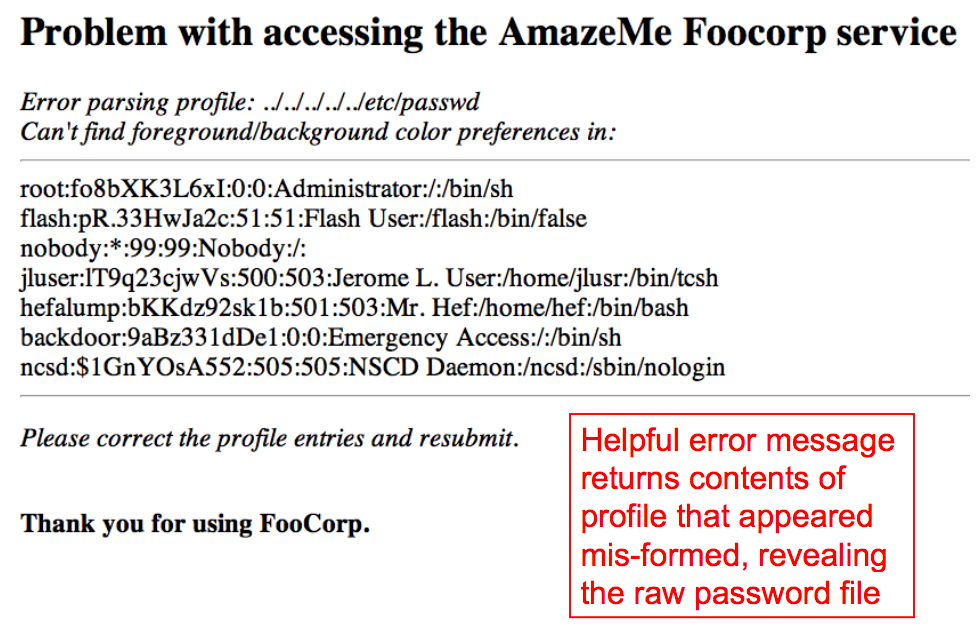 Problem with accessing the AmazeMe Foocorp service
Error parsing profile: ../../../../../etc/passwd
Can't find foreground/background color preferences in:
root:fo8bXK3L6xI:0:0:Administrator:/:/bin/sh
flash:pR.33HwJa2c:51:51:Flash User:/flash:/bin/false
nobody:*:99:99:Nobody:/:
jluser:lT9q23cjwVs:500:503:Jerome L. User:/home/jlusr:/bin/tcsh
hefalump:bKKdz92sk1b:501:503:Mr. Hef:/home/hef:/bin/bash
backdoor:9aBz331dDe1:0:0:Emergency Access:/:/bin/sh
ncsd:$1GnYOsA552:505:505:NSCD Daemon:/ncsd:/sbin/nologin
Please correct the profile entries and resubmit.
Thank you for using FooCorp.
Helpful error message
returns contents of
profile that appeared
mis-formed, revealing
the raw password file